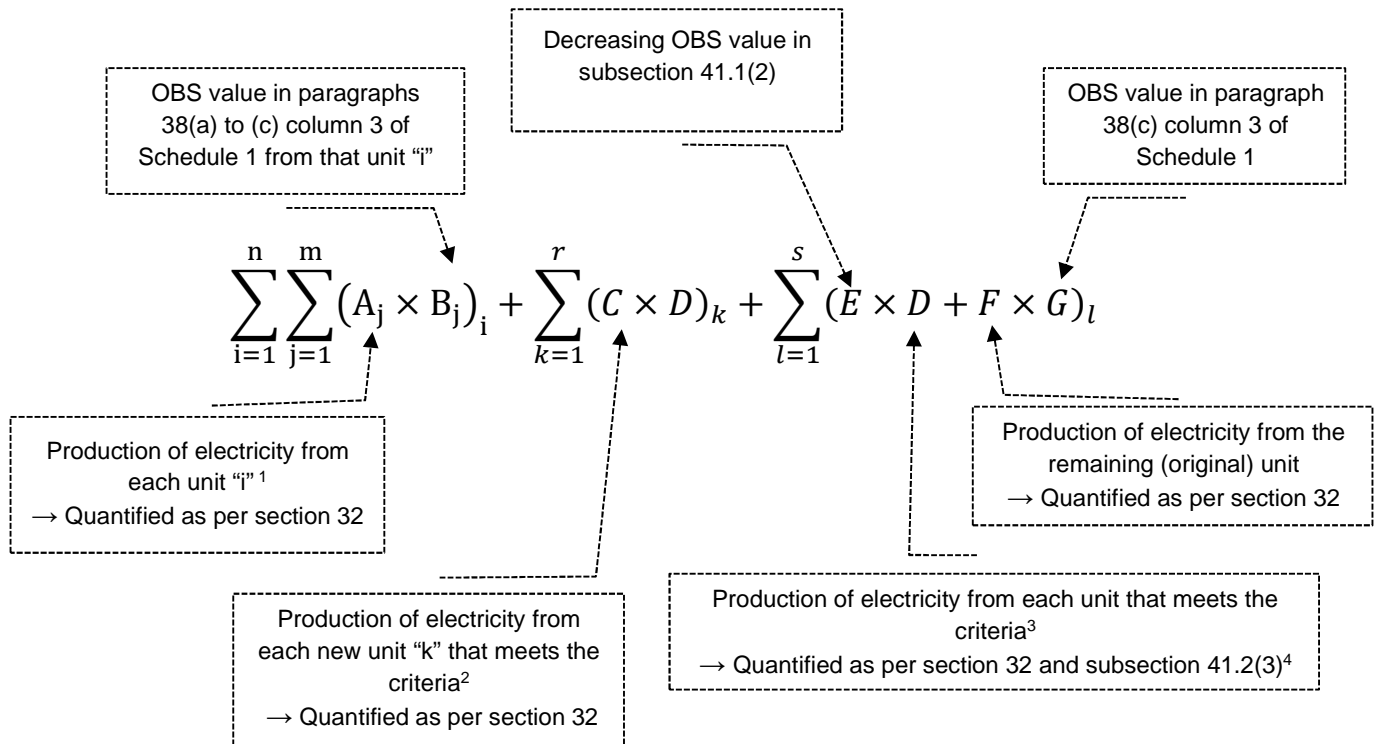 Decreasing OBS value in
subsection 41.1(2)
OBS value in paragraphs
38(a) to (c) column 3 of
Schedule 1 from that unit “i”
OBS value in paragraph
38(c) column 3 of
Schedule 1
n m r s
∑ ∑ (Aⱼ × Bⱼ)ᵢ + ∑ (C × D)ₖ + ∑ (E × D + F × G)ₗ
i=1 j=1 k=1 l=1
Production of electricity from
each unit “i” ¹
→ Quantified as per section 32
Production of electricity from the
remaining (original) unit
→ Quantified as per section 32
Production of electricity from
each new unit “k” that meets the
criteria²
→ Quantified as per section 32
Production of electricity from each unit that meets the
criteria³
→ Quantified as per section 32 and subsection 41.2(3)⁴